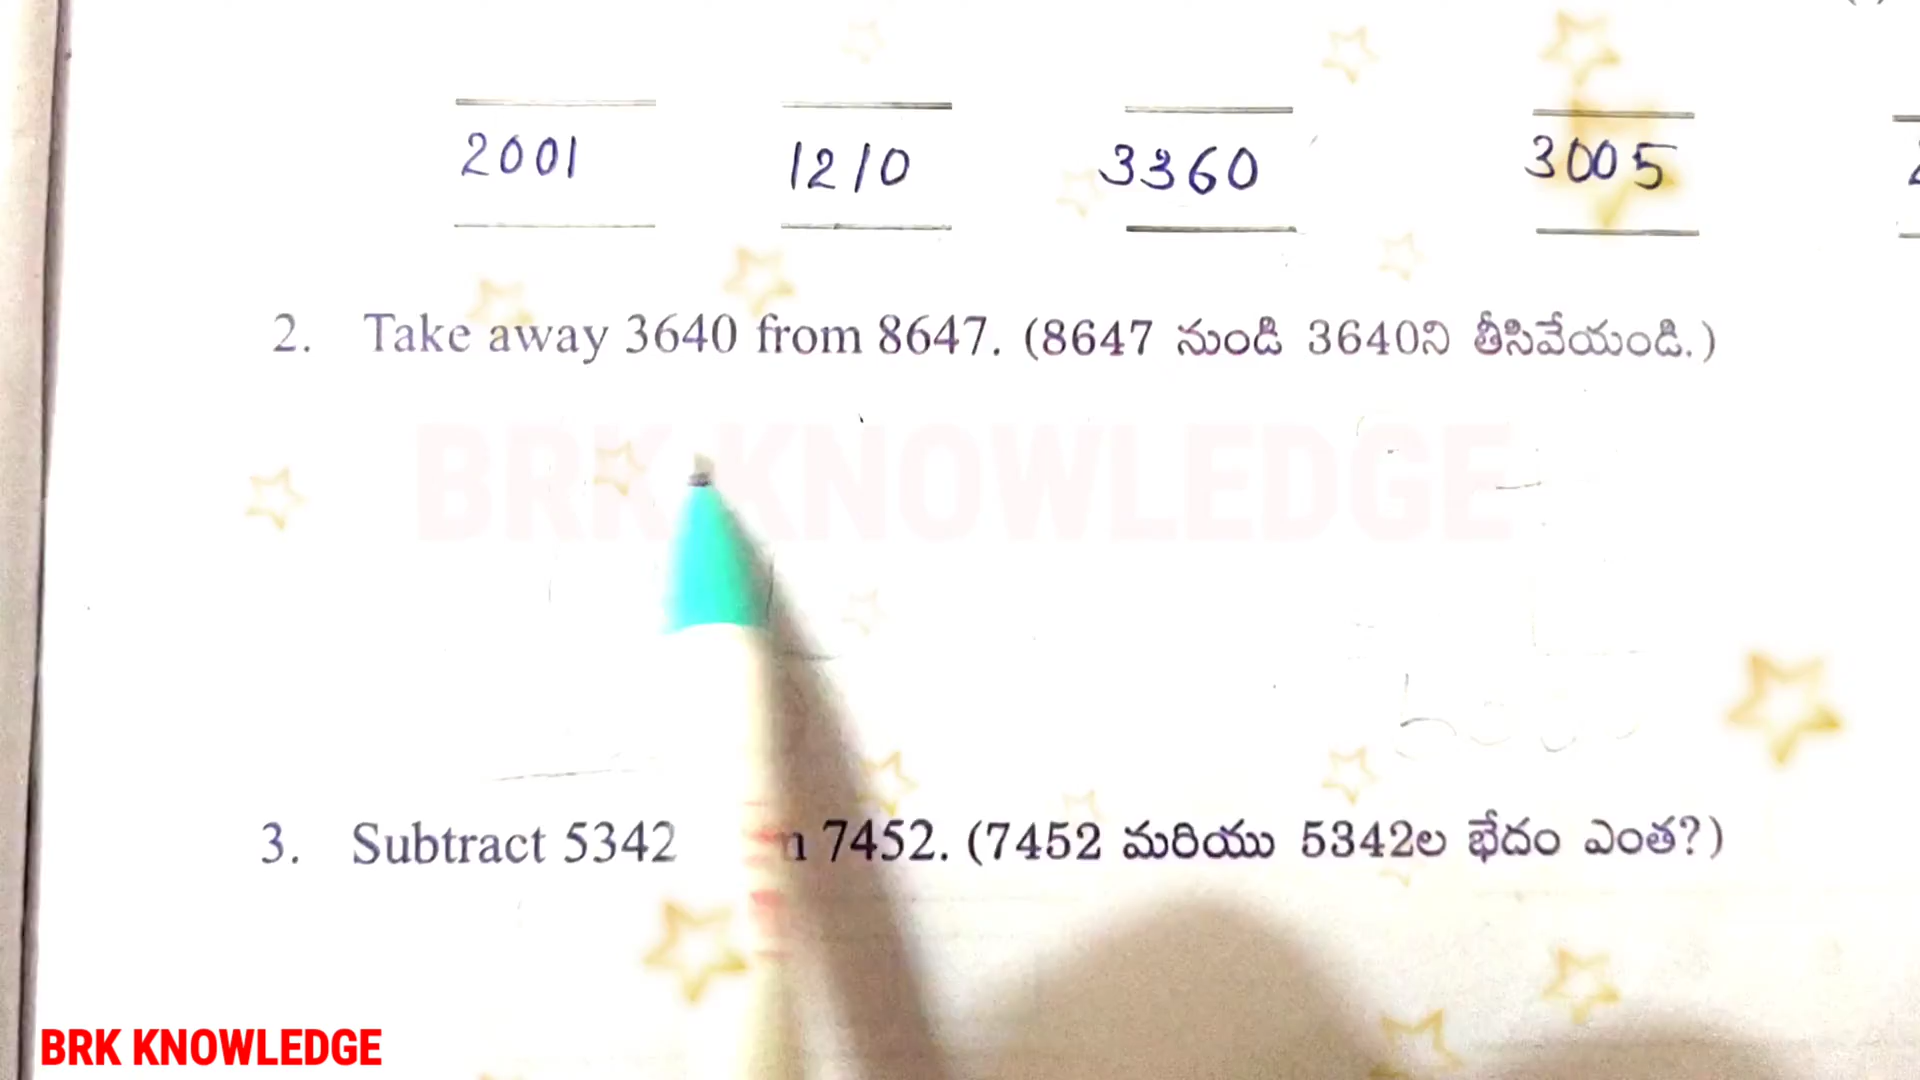 2001 1210 3360 3005
2. Take away 3640 from 8647. (8647 నుండి 3640ని తీసివేయండి.)
BRK KNOWLEDGE
3. Subtract 5342 7452. (7452 మరియు 5342ల భేదం ఎంత?)
BRK KNOWLEDGE